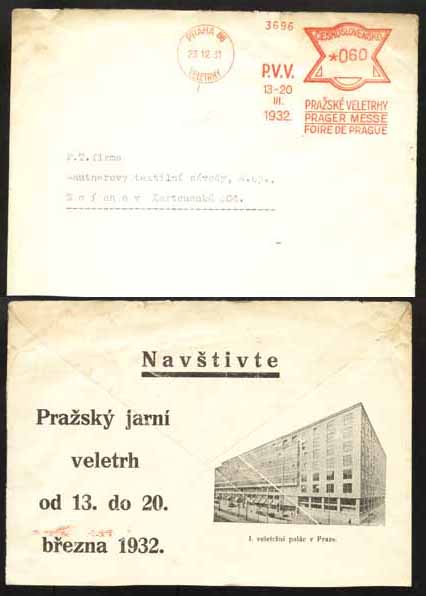 3696
PRAHA 06
23.12.31
VELETRHY
ČESKOSLOVENSKO
*060
P.V.V.
13-20
III.
1932.
PRAŽSKÉ VELETRHY
PRAGER MESSE
FOIRE DE PRAGUE
P.T.firma
textilní závody,
Navštivte
Pražský jarní
veletrh
od 13. do 20.
března 1932.
I. veletržní palác v Praze.